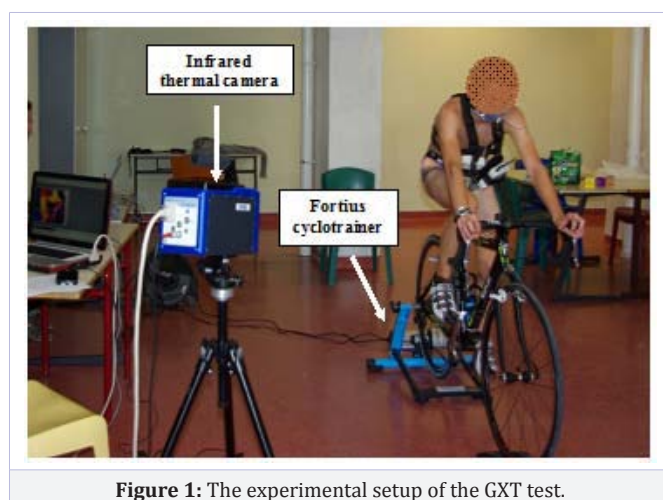 Infrared
thermal camera
Fortius
cyclotrainer
Figure 1: The experimental setup of the GXT test.